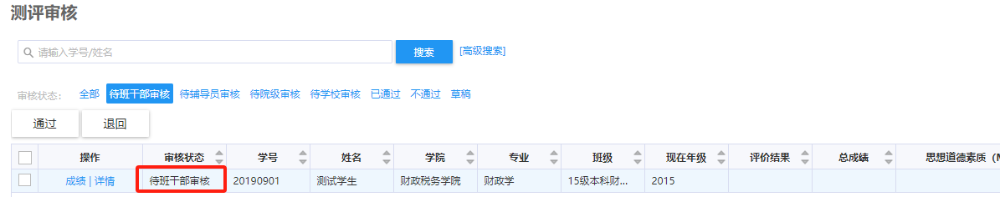 测评审核
请输入学号/姓名 搜索 [高级搜索]
审核状态: 全部 待班干部审核 待辅导员审核 待院级审核 待学校审核 已通过 不通过 草稿
通过 退回
操作 审核状态 学号 姓名 学院 专业 班级 现在年级 评价结果 总成绩 思想道德素质 (M
成绩 | 详情 待班干部审核 20190901 测试学生 财政税务学院 财政学 15级本科财... 2015